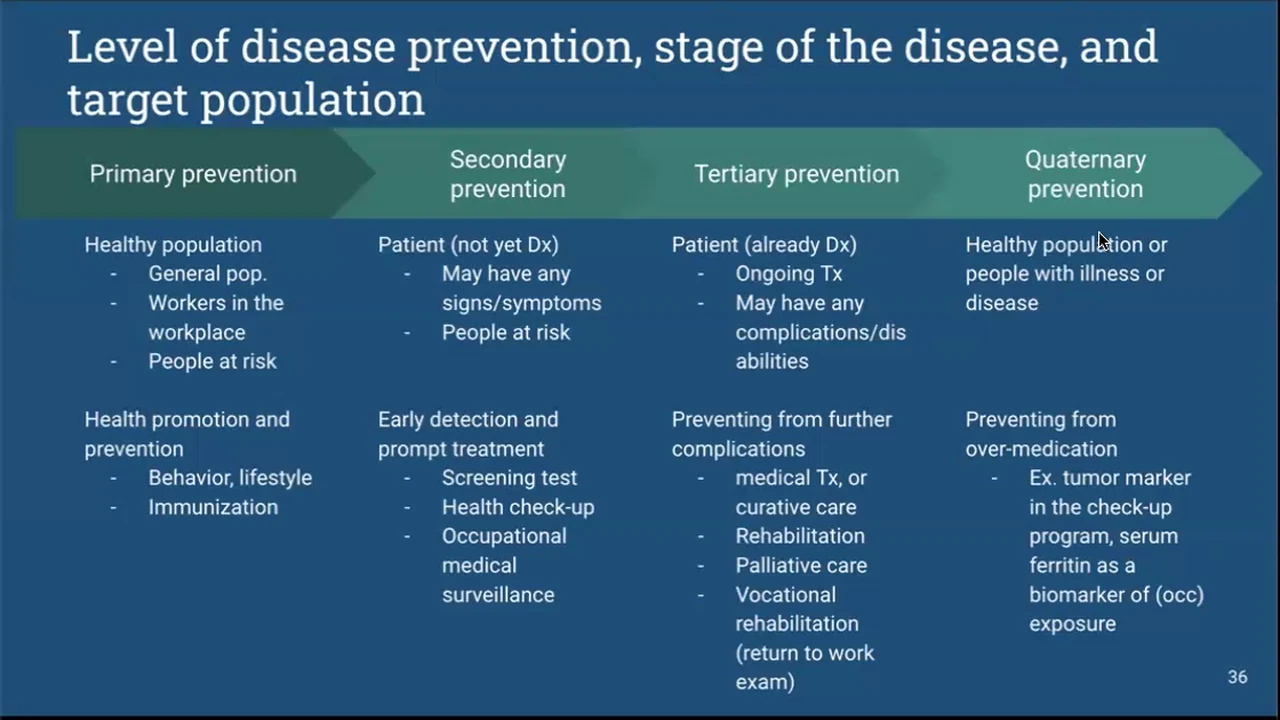 Level of disease prevention, stage of the disease, and
target population
Primary prevention
Secondary
prevention
Tertiary prevention
Quaternary
prevention
Healthy population
- General pop.
- Workers in the
workplace
- People at risk
Health promotion and
prevention
- Behavior, lifestyle
- Immunization
Patient (not yet Dx)
- May have any
signs/symptoms
- People at risk
Early detection and
prompt treatment
- Screening test
- Health check-up
- Occupational
medical
surveillance
Patient (already Dx)
- Ongoing Tx
- May have any
complications/dis
abilities
Preventing from further
complications
- medical Tx, or
curative care
- Rehabilitation
- Palliative care
- Vocational
rehabilitation
(return to work
exam)
Healthy population or
people with illness or
disease
Preventing from
over-medication
- Ex. tumor marker
in the check-up
program, serum
ferritin as a
biomarker of (occ)
exposure
36